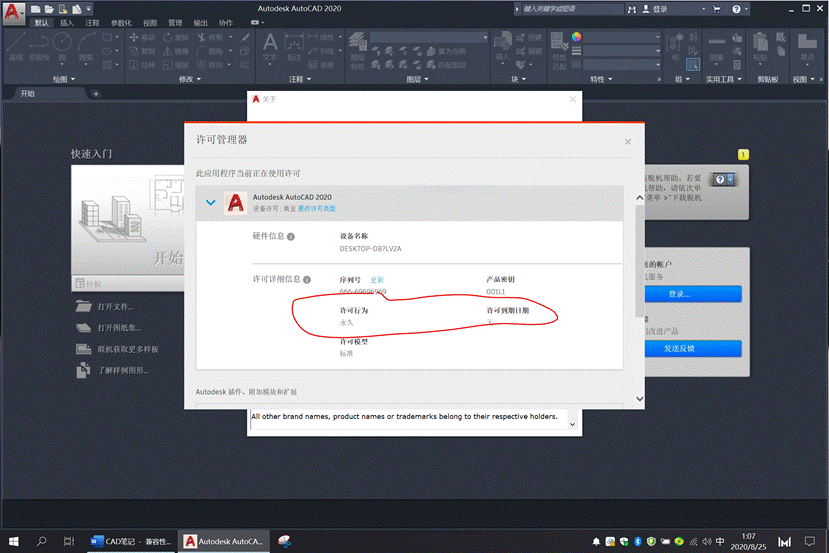 Autodesk AutoCAD 2020
键入关键字或短语
登录
默认 插入 注释 参数化 视图 管理 输出 协作
直线 多段线 圆 圆弧
移动 旋转 修剪
复制 镜像 圆角
拉伸 缩放 阵列
文字 标注
线性
引线
表格
图层
特性
置为当前
匹配图层
插入
创建
编辑
特性
匹配
组
测量
粘贴
基点
绘图 修改 注释 图层 块 特性 组 实用工具 剪贴板 视图
开始
快速入门
开始
样板
打开文件...
打开图纸集...
联机获取更多样板
了解样例图形...
关于
许可管理器
此应用程序当前正在使用许可
Autodesk AutoCAD 2020
设备许可: 商业 更改许可类型
硬件信息
设备名称
DESKTOP-DB7LV2A
许可详细信息
序列号 更新
产品密钥
666-69696969
001L1
许可行为
许可到期日期
永久
无
许可模型
标准
Autodesk 插件、附加模块和扩展
All other brand names, product names or trademarks belong to their respective holders.
1
载脱机帮助。若要
机帮助，请依次单
菜单 >"下载脱机
的帐户
服务
登录...
改进产品
发送反馈
CAD笔记 - 兼容性...
Autodesk AutoCA...
中
1:07
2020/8/25